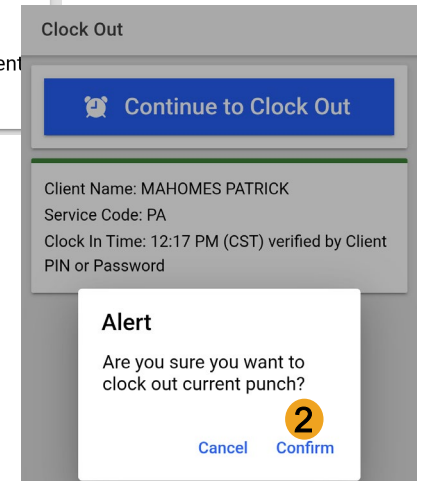 Clock Out
ent
Continue to Clock Out
Client Name: MAHOMES PATRICK
Service Code: PA
Clock In Time: 12:17 PM (CST) verified by Client
PIN or Password
Alert
Are you sure you want to
clock out current punch?
2
Cancel Confirm